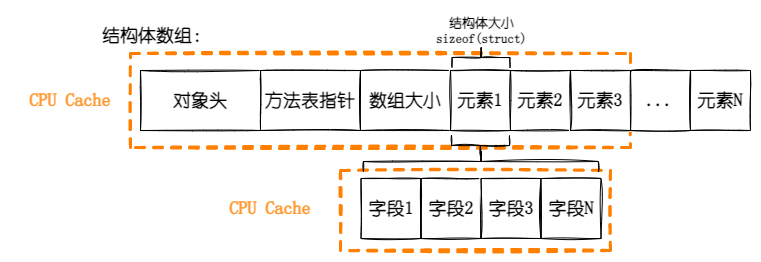 结构体数组:
结构体大小
sizeof(struct)
CPU Cache
对象头 方法表指针 数组大小 元素1 元素2 元素3 ... 元素N
CPU Cache
字段1 字段2 字段3 字段N